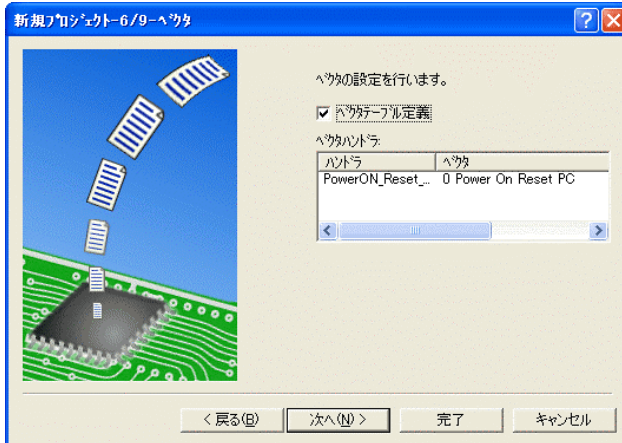 新規ﾌﾟﾛｼﾞｪｸﾄ-6/9-ﾍﾞｸﾀ
ﾍﾞｸﾀの設定を行います。
ﾍﾞｸﾀﾃｰﾌﾞﾙ定義
ﾍﾞｸﾀﾊﾝﾄﾞﾗ:
ﾊﾝﾄﾞﾗ ﾍﾞｸﾀ
PowerON_Reset_... 0 Power On Reset PC
< 戻る(B) 次へ(N) > 完了 キャンセル